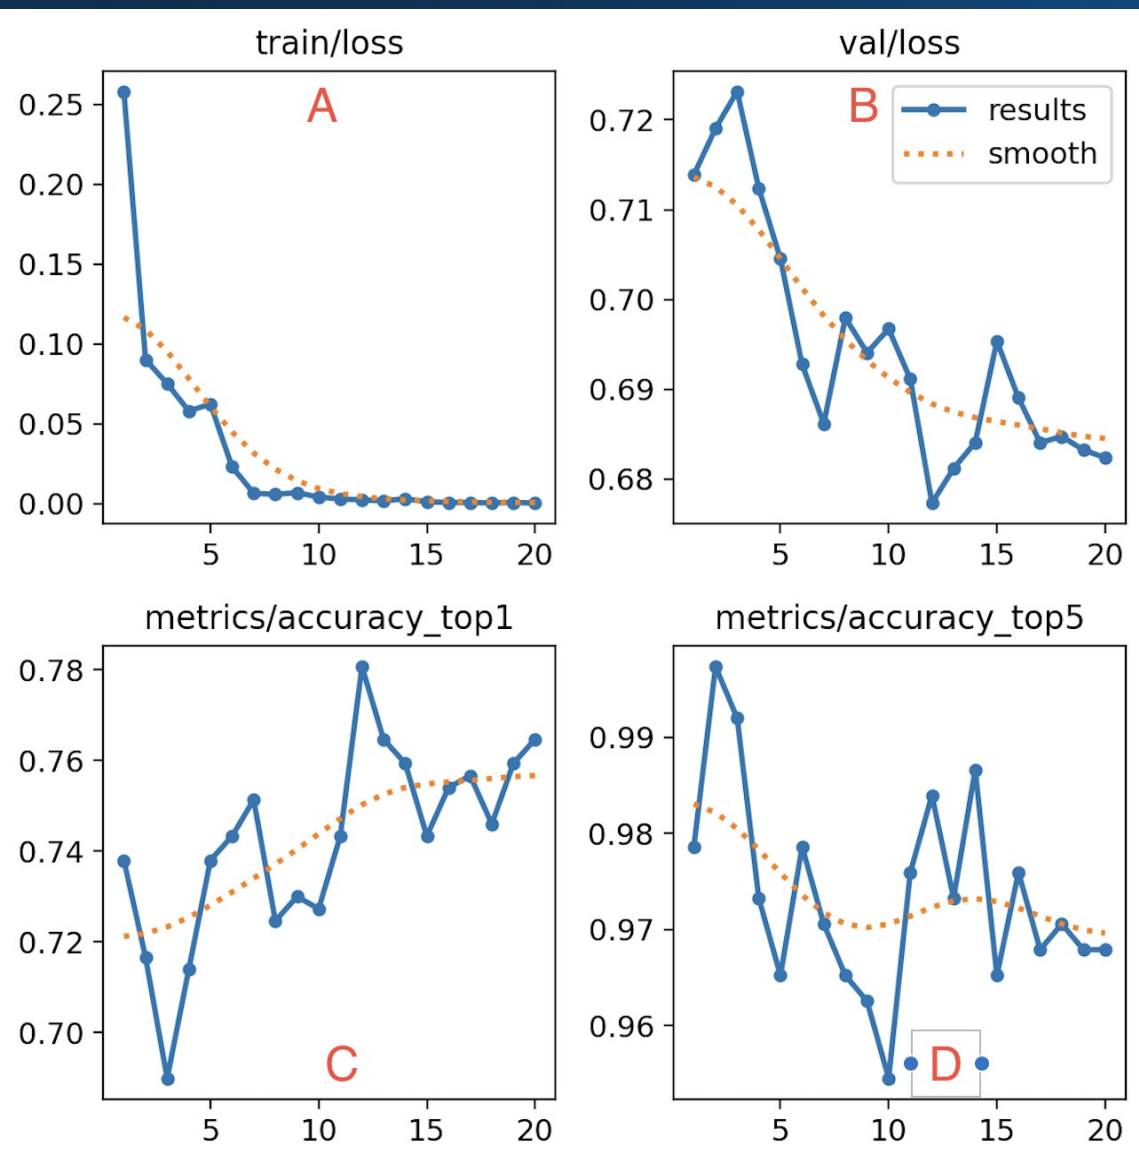 train/loss
A
0.25
0.20
0.15
0.10
0.05
0.00
5 10 15 20
val/loss
B
results
smooth
0.72
0.71
0.70
0.69
0.68
5 10 15 20
metrics/accuracy_top1
0.78
0.76
0.74
0.72
0.70
C
5 10 15 20
metrics/accuracy_top5
0.99
0.98
0.97
0.96
D
5 10 15 20